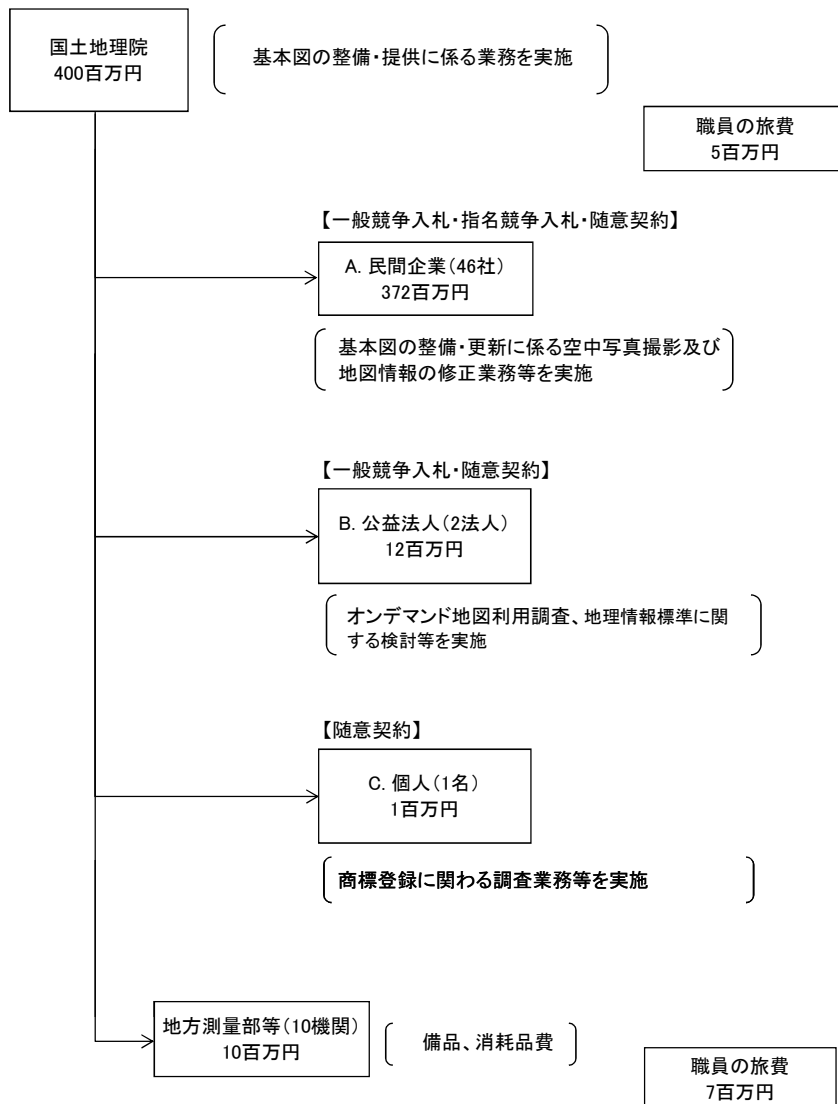 国土地理院
400百万円
基本図の整備・提供に係る業務を実施
職員の旅費
5百万円
【一般競争入札・指名競争入札・随意契約】
A. 民間企業(46社)
372百万円
基本図の整備・更新に係る空中写真撮影及び
地図情報の修正業務等を実施
【一般競争入札・随意契約】
B. 公益法人(2法人)
12百万円
オンデマンド地図利用調査、地理情報標準に関
する検討等を実施
【随意契約】
C. 個人(1名)
1百万円
商標登録に関わる調査業務等を実施
地方測量部等(10機関)
10百万円
備品、消耗品費
職員の旅費
7百万円